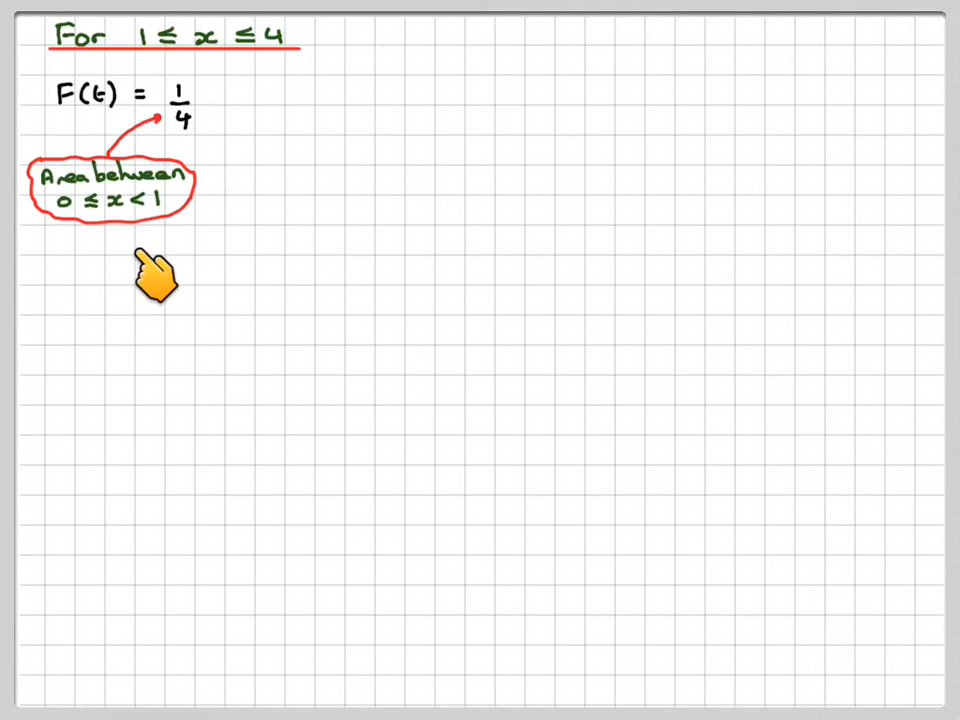 For 1 ≤ x ≤ 4
F(t) = 1/4
Area between
0 ≤ x < 1